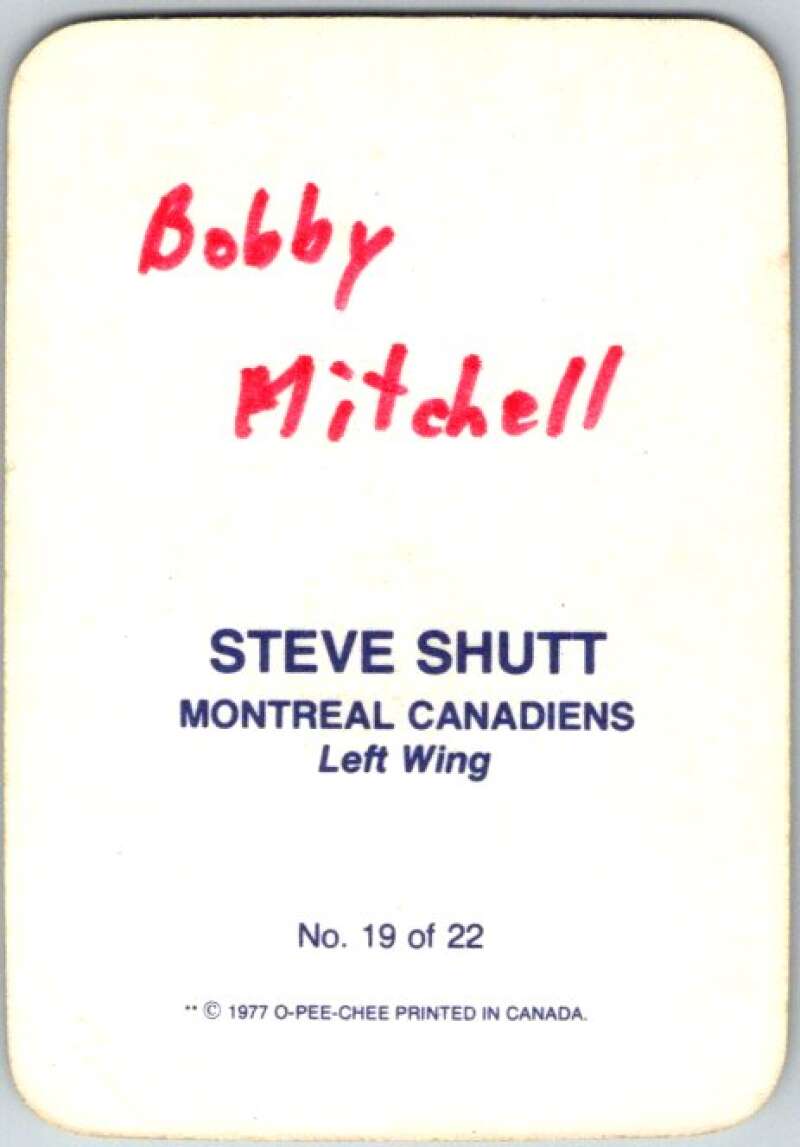 Bobby
Mitchell
STEVE SHUTT
MONTREAL CANADIENS
Left Wing
No. 19 of 22
** © 1977 O-PEE-CHEE PRINTED IN CANADA.